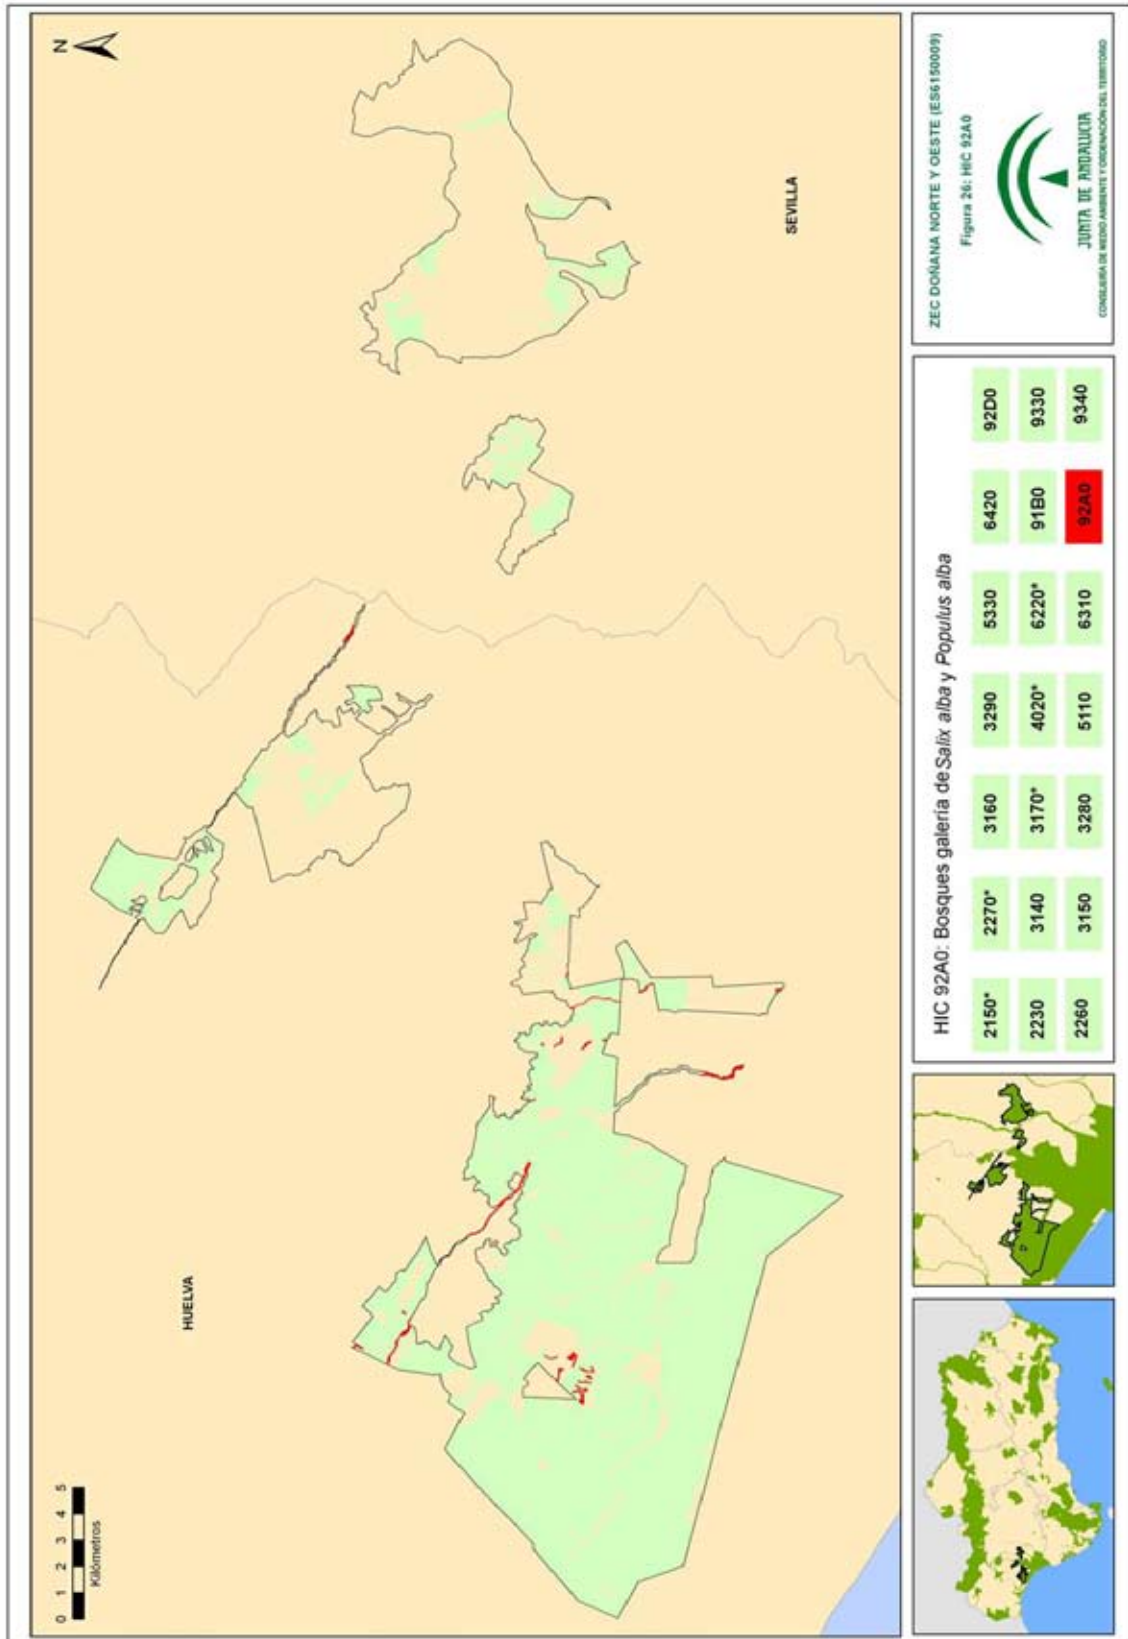 N
0 1 2 3 4 5
Kilómetros
HUELVA
SEVILLA
HIC 92A0: Bosques galería de Salix alba y Populus alba
2150* 2270* 3160 3290 5330 6420 92D0
2230 3140 3170* 4020* 6220* 91B0 9330
2260 3150 3280 5110 6310 92A0 9340
ZEC DOÑANA NORTE Y OESTE (ES6150009)
Figura 26: HIC 92A0
JUNTA DE ANDALUCIA
CONSEJERÍA DE MEDIO AMBIENTE Y ORDENACIÓN DEL TERRITORIO